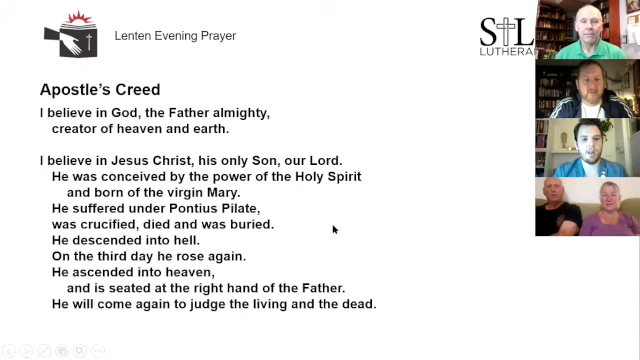 Lenten Evening Prayer
StL
LUTHERA
Apostle's Creed
I believe in God, the Father almighty,
creator of heaven and earth.
I believe in Jesus Christ, his only Son, our Lord.
He was conceived by the power of the Holy Spirit
and born of the virgin Mary.
He suffered under Pontius Pilate,
was crucified, died and was buried.
He descended into hell.
On the third day he rose again.
He ascended into heaven,
and is seated at the right hand of the Father.
He will come again to judge the living and the dead.